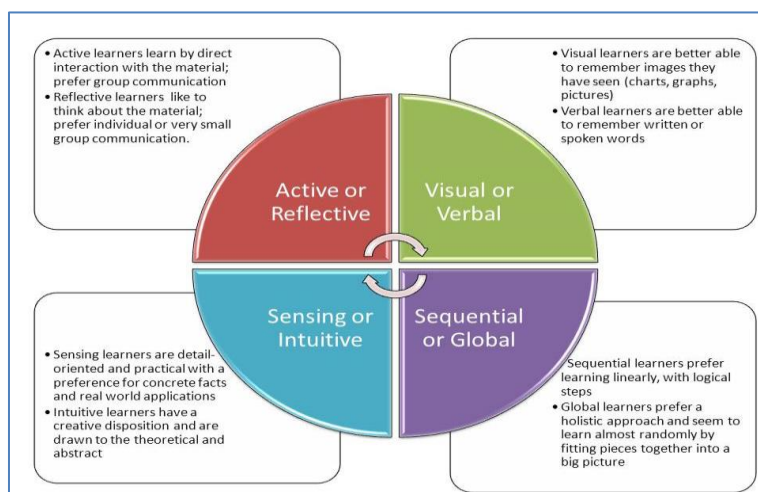 • Active learners learn by direct
interaction with the material;
prefer group communication
• Reflective learners like to
think about the material;
prefer individual or very small
group communication.
• Visual learners are better able
to remember images they
have seen (charts, graphs,
pictures)
• Verbal learners are better able
to remember written or
spoken words
Active or
Reflective
Visual or
Verbal
Sensing or
Intuitive
Sequential
or Global
• Sensing learners are detail-
oriented and practical with a
preference for concrete facts
and real world applications
• Intuitive learners have a
creative disposition and are
drawn to the theoretical and
abstract
Sequential learners prefer
learning linearly, with logical
steps
• Global learners prefer a
holistic approach and seem to
learn almost randomly by
fitting pieces together into a
big picture